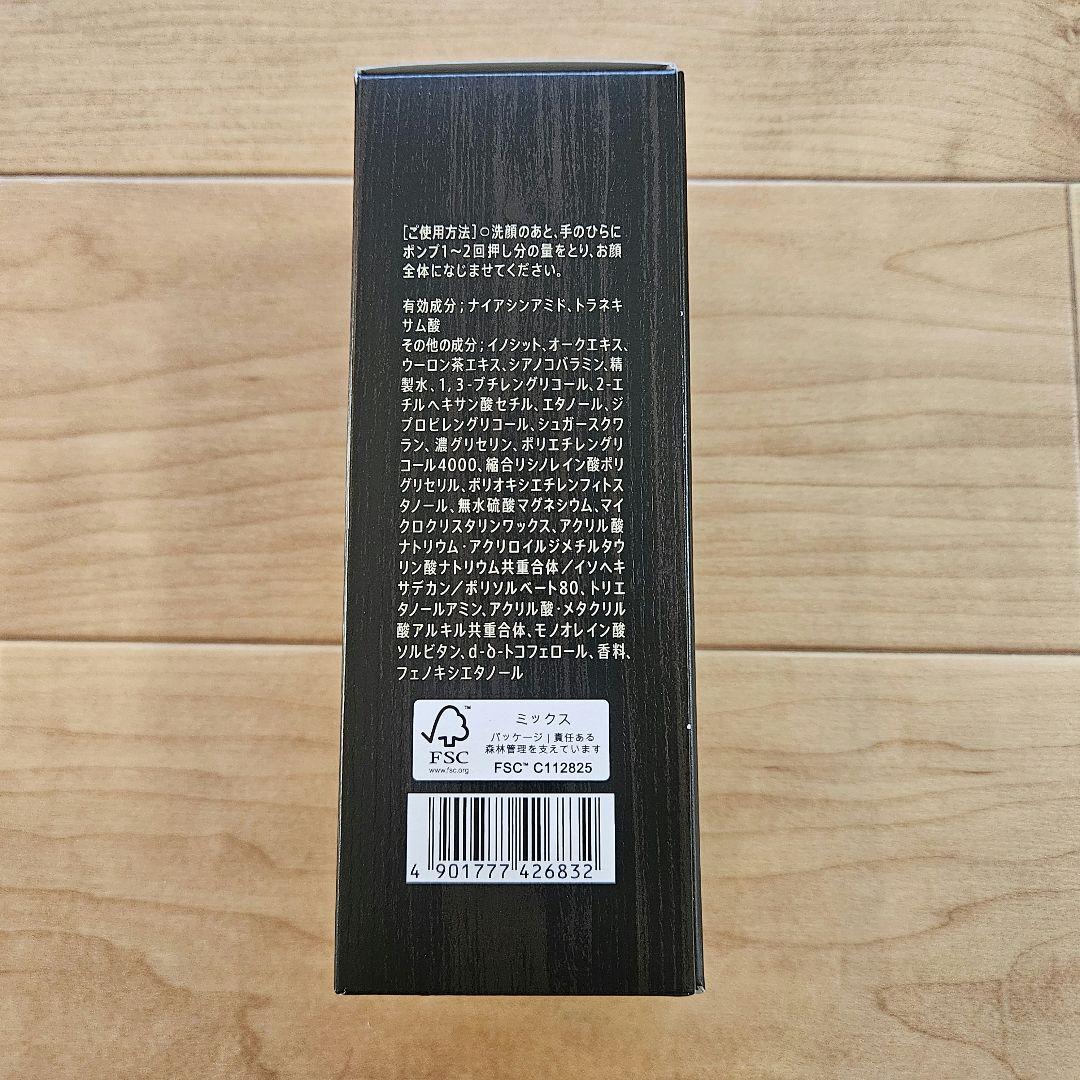 [ご使用方法]○洗顔のあと、手のひらに
ポンプ1〜2回押し分の量をとり、お顔
全体になじませてください。
有効成分；ナイアシンアミド、トラネキ
サム酸
その他の成分；イノシット、オークエキス、
ウーロン茶エキス、シアノコバラミン、精
製水、1,3-ブチレングリコール、2-エ
チルヘキサン酸セチル、エタノール、ジ
プロピレングリコール、シュガースクワ
ラン、濃グリセリン、ポリエチレングリ
コール4000、縮合リシノレイン酸ポリ
グリセリル、ポリオキシエチレンフィトス
タノール、無水硫酸マグネシウム、マイ
クロクリスタリンワックス、アクリル酸
ナトリウム・アクリロイルジメチルタウ
リン酸ナトリウム共重合体／イソヘキ
サデカン／ポリソルベート80、トリエ
タノールアミン、アクリル酸・メタクリル
酸アルキル共重合体、モノオレイン酸
ソルビタン、d-δ-トコフェロール、香料、
フェノキシエタノール
™
FSC
www.fsc.org
ミックス
パッケージ｜責任ある
森林管理を支えています
FSC™ C112825
4 901777 426832